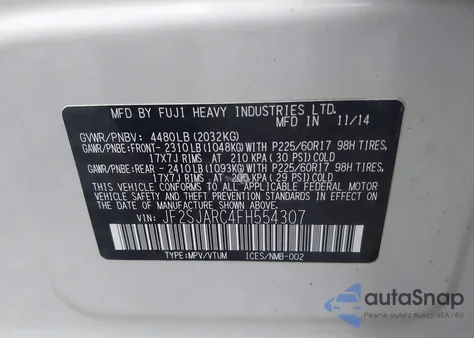 MFD BY FUJI HEAVY INDUSTRIES LTD. 11/14
GVWR/PNBV: 4480LB (2032KG)
GAWR/PNBE:FRONT- 2310LB (1048KG) WITH P225/60R17 98H TIRES,
17X7J RIMS AT 210 KPA ( 30 PSI) COLD
GAWR/PNBE:REAR - 2410LB (1093KG) WITH P225/60R17 98H TIRES,
17X7J RIMS AT 200 KPA ( 29 PSI) COLD
THIS VEHICLE CONFORMS TO ALL APPLICABLE FEDERAL MOTOR
VEHICLE SAFETY AND THEFT PREVENTION STANDARDS IN EFFECT
ON THE DATE OF MANUFACTURE SHOWN ABOVE.
VIN: JF2SJARC4FH554307
TYPE:MPV/VTUM ICES/NMB-002
autoSnap
Pewne auta z USA i EU